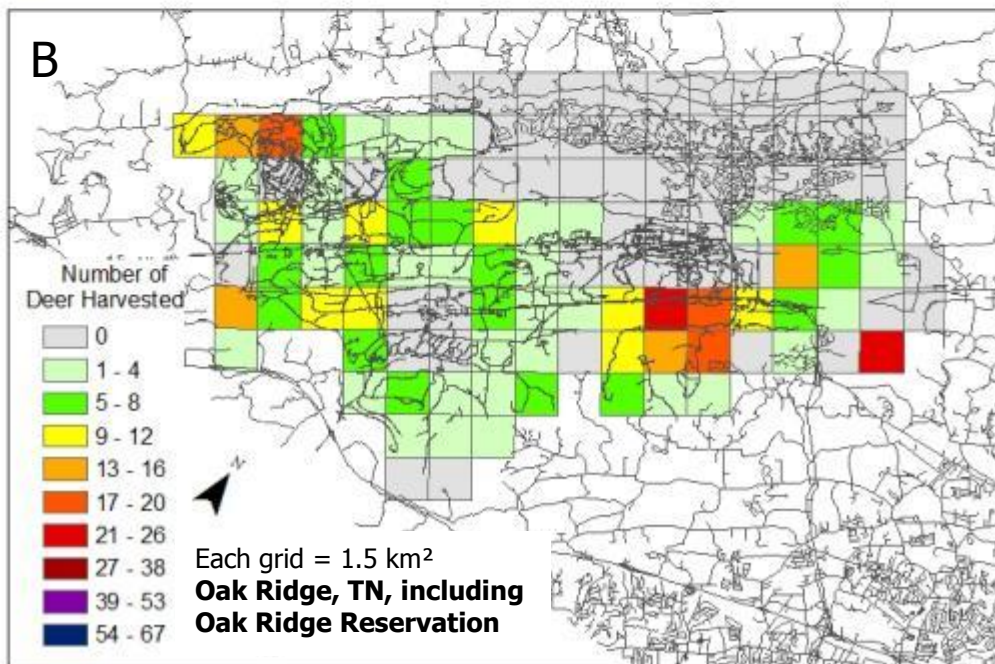 B
Number of
Deer Harvested
0
1 - 4
5 - 8
9 - 12
13 - 16
17 - 20
21 - 26
27 - 38
39 - 53
54 - 67
N
Each grid = 1.5 km²
Oak Ridge, TN, including
Oak Ridge Reservation